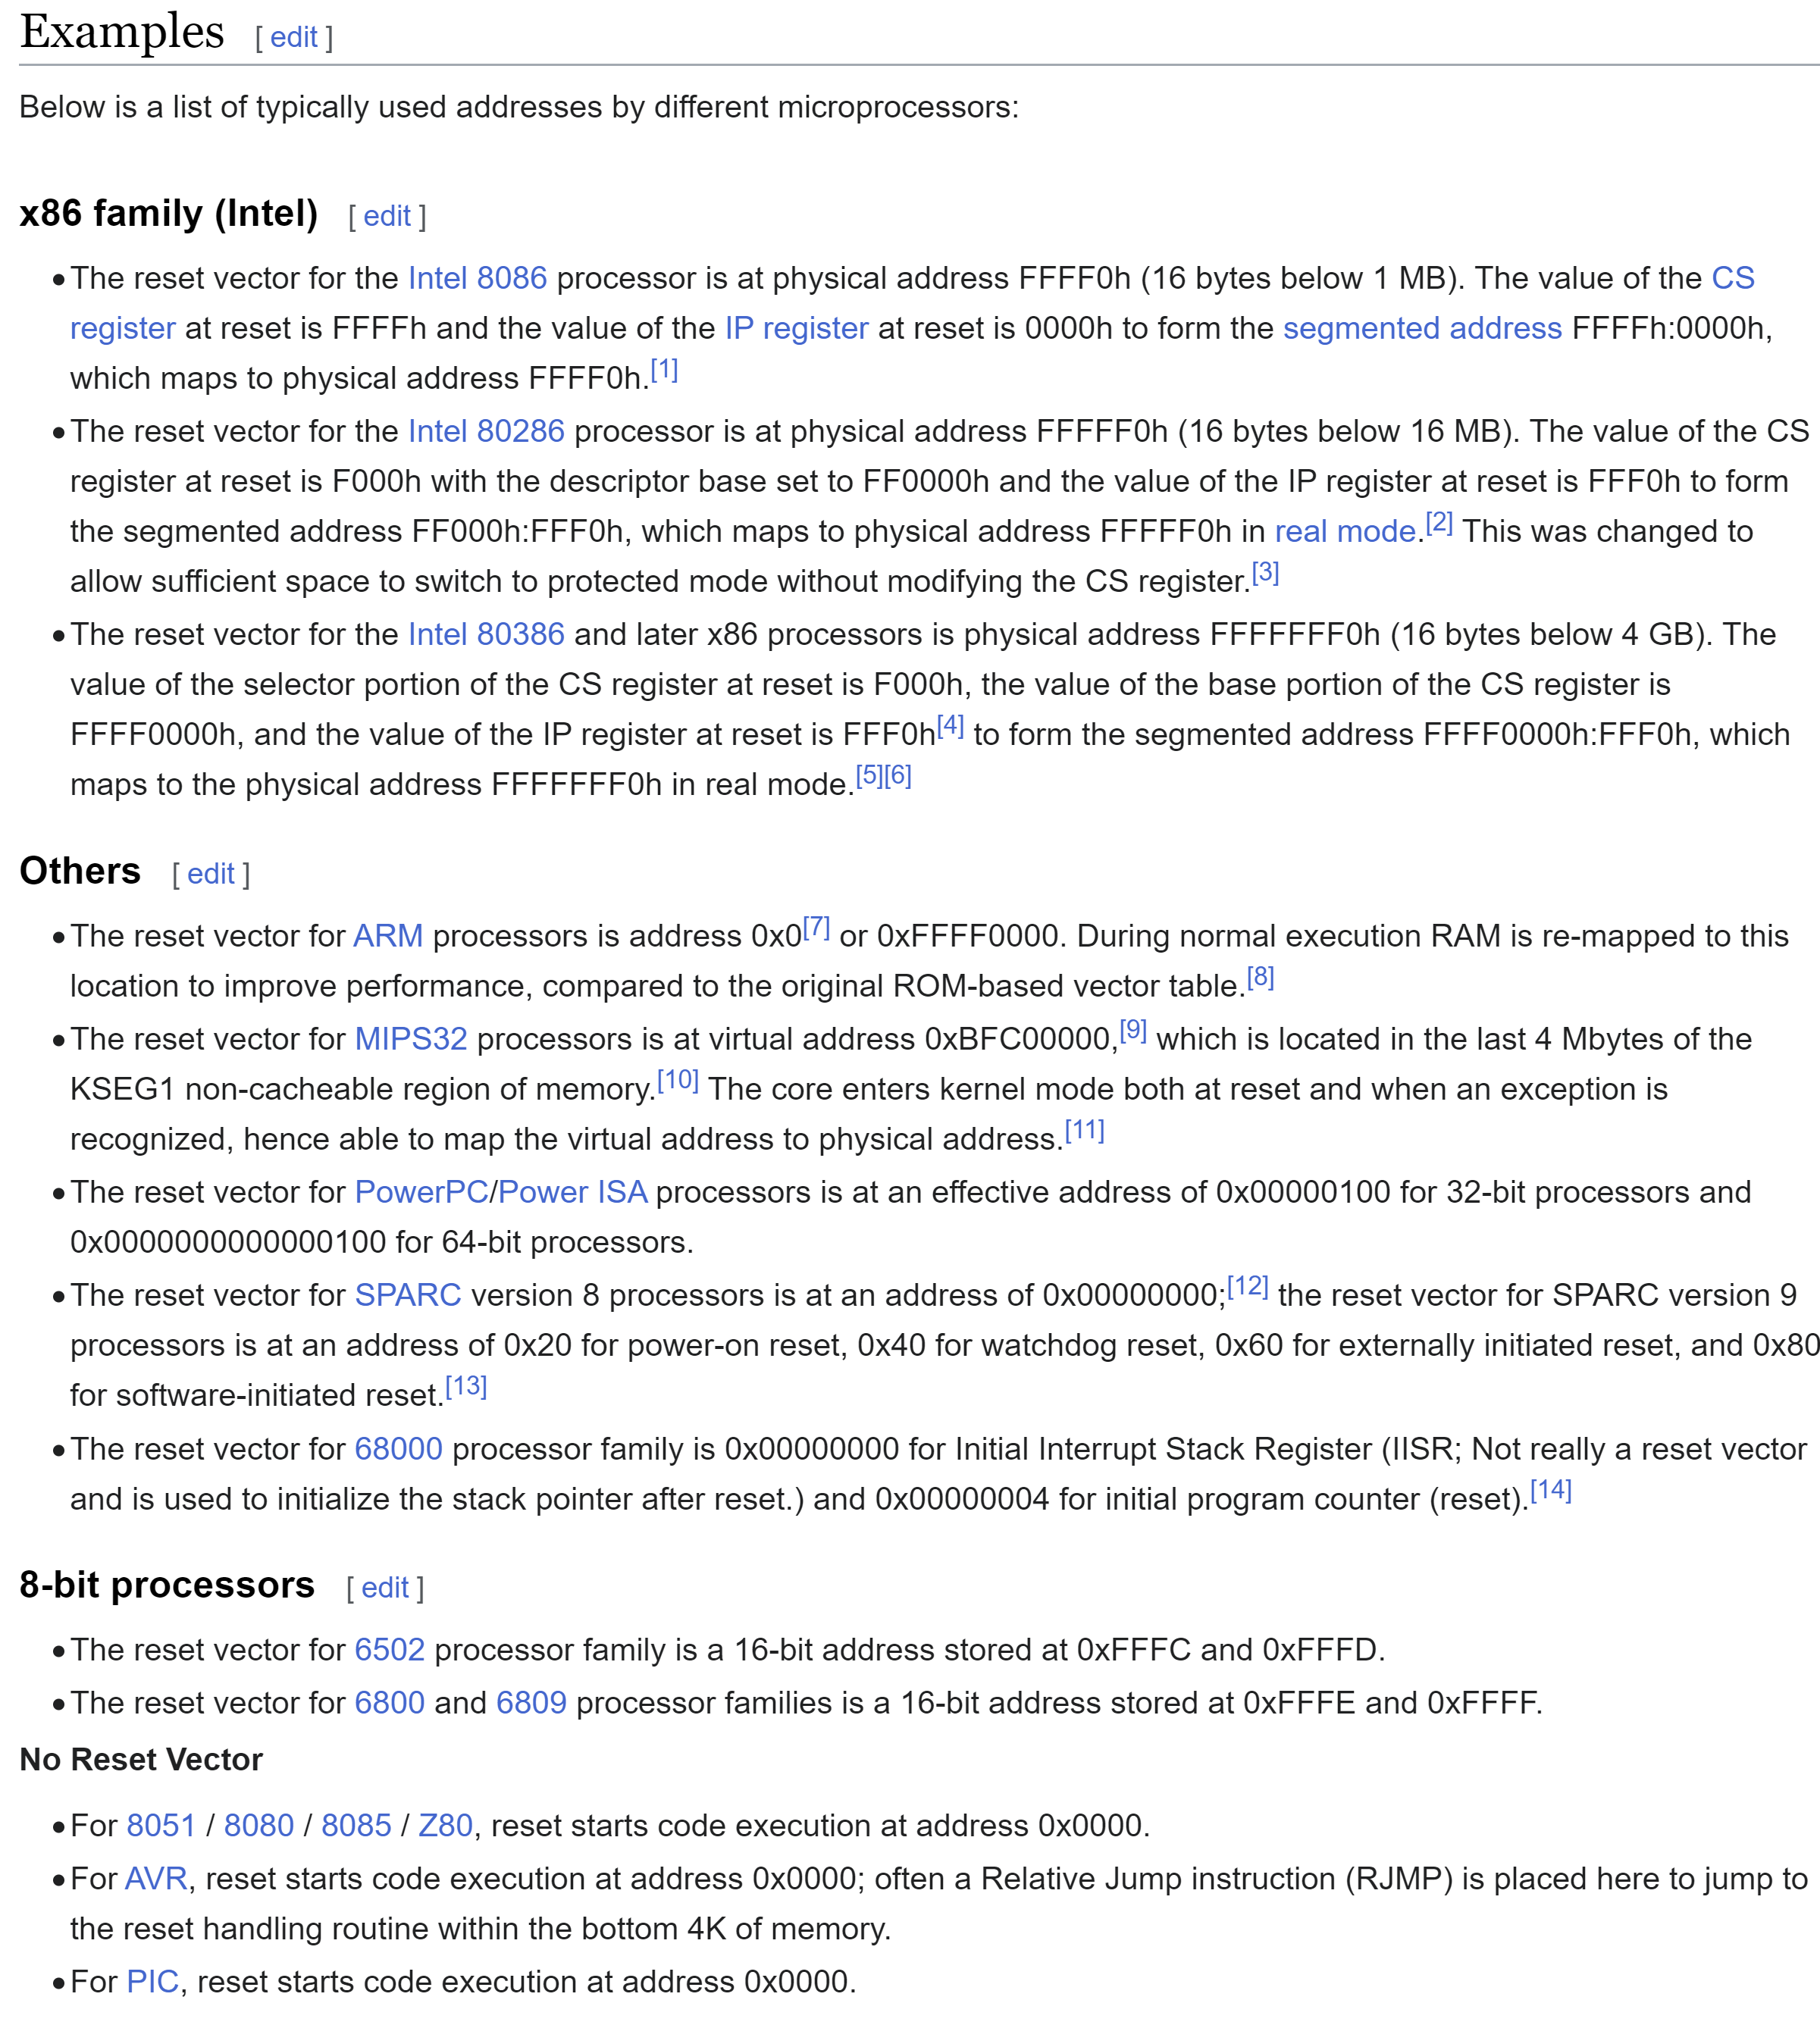 Examples [ edit ]
Below is a list of typically used addresses by different microprocessors:
x86 family (Intel) [ edit ]
• The reset vector for the Intel 8086 processor is at physical address FFFF0h (16 bytes below 1 MB). The value of the CS
register at reset is FFFFh and the value of the IP register at reset is 0000h to form the segmented address FFFFh:0000h,
which maps to physical address FFFF0h.[1]
• The reset vector for the Intel 80286 processor is at physical address FFFFF0h (16 bytes below 16 MB). The value of the CS
register at reset is F000h with the descriptor base set to FF0000h and the value of the IP register at reset is FFF0h to form
the segmented address FF000h:FFF0h, which maps to physical address FFFFF0h in real mode.[2] This was changed to
allow sufficient space to switch to protected mode without modifying the CS register.[3]
• The reset vector for the Intel 80386 and later x86 processors is physical address FFFFFFF0h (16 bytes below 4 GB). The
value of the selector portion of the CS register at reset is F000h, the value of the base portion of the CS register is
FFFF0000h, and the value of the IP register at reset is FFF0h[4] to form the segmented address FFFF0000h:FFF0h, which
maps to the physical address FFFFFFF0h in real mode.[5][6]
Others [ edit ]
• The reset vector for ARM processors is address 0x0[7] or 0xFFFF0000. During normal execution RAM is re-mapped to this
location to improve performance, compared to the original ROM-based vector table.[8]
• The reset vector for MIPS32 processors is at virtual address 0xBFC00000,[9] which is located in the last 4 Mbytes of the
KSEG1 non-cacheable region of memory.[10] The core enters kernel mode both at reset and when an exception is
recognized, hence able to map the virtual address to physical address.[11]
• The reset vector for PowerPC/Power ISA processors is at an effective address of 0x00000100 for 32-bit processors and
0x0000000000000100 for 64-bit processors.
• The reset vector for SPARC version 8 processors is at an address of 0x00000000;[12] the reset vector for SPARC version 9
processors is at an address of 0x20 for power-on reset, 0x40 for watchdog reset, 0x60 for externally initiated reset, and 0x80
for software-initiated reset.[13]
• The reset vector for 68000 processor family is 0x00000000 for Initial Interrupt Stack Register (IISR; Not really a reset vector
and is used to initialize the stack pointer after reset.) and 0x00000004 for initial program counter (reset).[14]
8-bit processors [ edit ]
• The reset vector for 6502 processor family is a 16-bit address stored at 0xFFFC and 0xFFFD.
• The reset vector for 6800 and 6809 processor families is a 16-bit address stored at 0xFFFE and 0xFFFF.
No Reset Vector
• For 8051 / 8080 / 8085 / Z80, reset starts code execution at address 0x0000.
• For AVR, reset starts code execution at address 0x0000; often a Relative Jump instruction (RJMP) is placed here to jump to
the reset handling routine within the bottom 4K of memory.
• For PIC, reset starts code execution at address 0x0000.